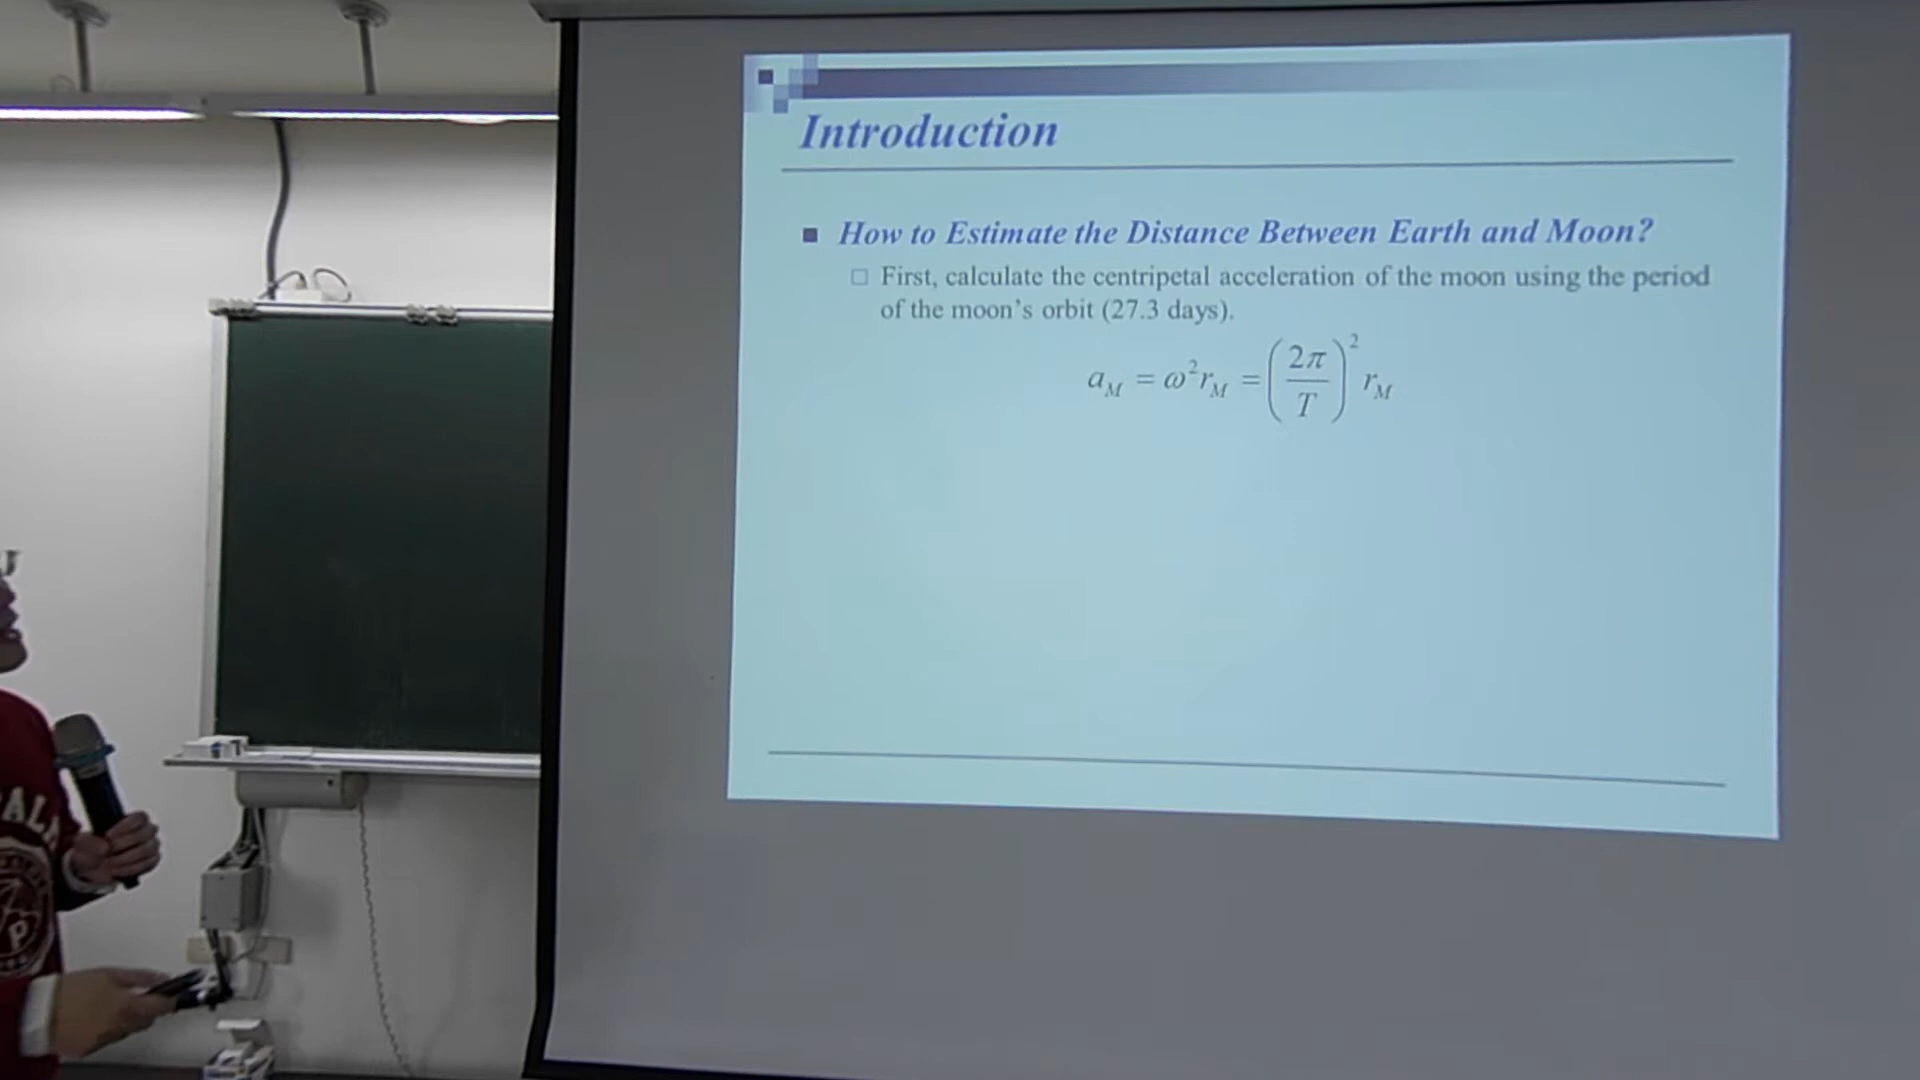 Introduction
How to Estimate the Distance Between Earth and Moon?
First, calculate the centripetal acceleration of the moon using the period
of the moon's orbit (27.3 days).
a_M = ω²r_M = (2π/T)² r_M
P